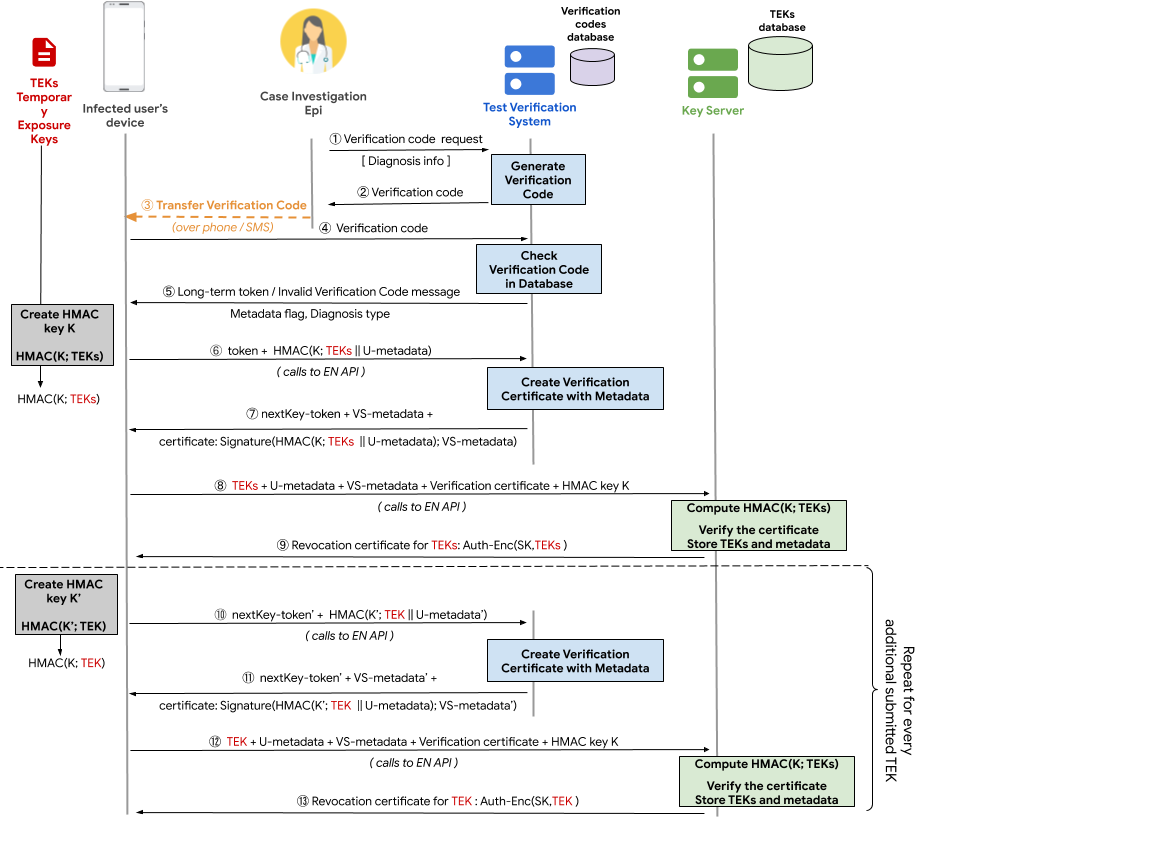 Verification
codes
database
TEKs
database
TEKs
Temporar
y
Exposure
Keys
Infected user's
device
Case Investigation
Epi
Test Verification
System
Key Server
① Verification code request
[ Diagnosis info ]
Generate
Verification
Code
② Verification code
③ Transfer Verification Code
(over phone / SMS)
④ Verification code
Check
Verification Code
in Database
⑤ Long-term token / Invalid Verification Code message
Metadata flag, Diagnosis type
Create HMAC
key K
HMAC(K; TEKs)
HMAC(K; TEKs)
⑥ token + HMAC(K; TEKs || U-metadata)
( calls to EN API )
Create Verification
Certificate with Metadata
⑦ nextKey-token + VS-metadata +
certificate: Signature(HMAC(K; TEKs || U-metadata); VS-metadata)
⑧ TEKs + U-metadata + VS-metadata + Verification certificate + HMAC key K
( calls to EN API )
Compute HMAC(K; TEKs)
Verify the certificate
Store TEKs and metadata
⑨ Revocation certificate for TEKs: Auth-Enc(SK,TEKs )
Create HMAC
key K’
HMAC(K’; TEK)
HMAC(K; TEK)
⑩ nextKey-token’ + HMAC(K’; TEK || U-metadata’)
( calls to EN API )
Create Verification
Certificate with Metadata
⑪ nextKey-token’ + VS-metadata’ +
certificate: Signature(HMAC(K’; TEK || U-metadata); VS-metadata’)
⑫ TEK + U-metadata + VS-metadata + Verification certificate + HMAC key K
( calls to EN API )
Compute HMAC(K; TEKs)
Verify the certificate
Store TEKs and metadata
⑬ Revocation certificate for TEK : Auth-Enc(SK,TEK )
Repeat for every
additional submitted TEK